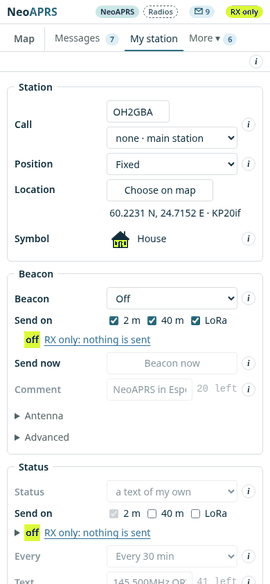 NeoAPRS NeoAPRS Radios 9 RX only
Map Messages 7 My station More ▾ 6
i
Station
Call OH2GBA
none · main station i
Position Fixed i
Location Choose on map
60.2231 N, 24.7152 E · KP20if
Symbol House i
Beacon
Beacon Off i
Send on 2 m 40 m LoRa
off RX only: nothing is sent
Send now Beacon now i
Comment NeoAPRS in Esp 20 left i
Antenna
Advanced
Status
Status a text of my own i
Send on 2 m 40 m LoRa
off RX only: nothing is sent
Every Every 30 min i
Text 145.500MHz 41 left i